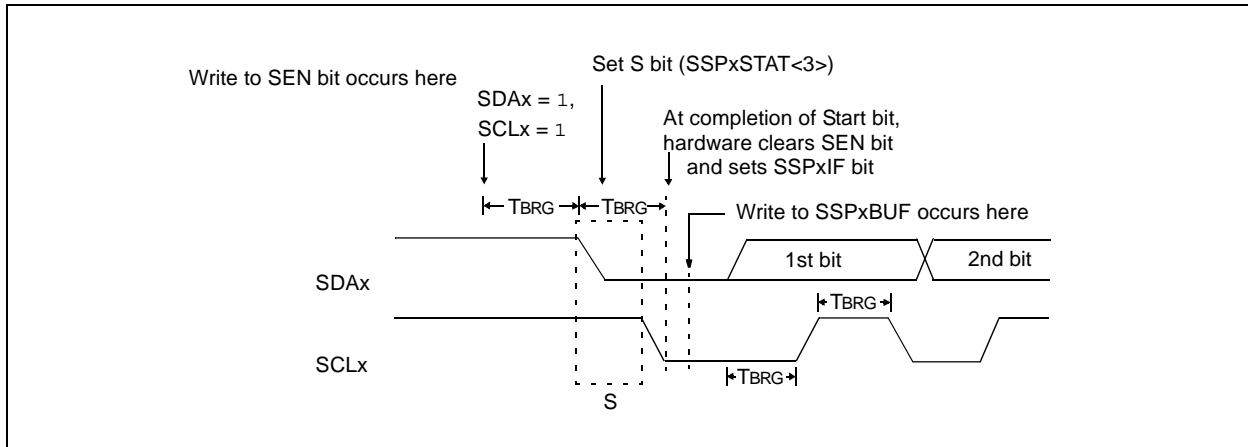 Set S bit (SSPxSTAT<3>)
Write to SEN bit occurs here
SDAx = 1,
SCLx = 1
At completion of Start bit,
hardware clears SEN bit
and sets SSPxIF bit
TBRG
TBRG
Write to SSPxBUF occurs here
1st bit
2nd bit
SDAx
TBRG
SCLx
TBRG
S